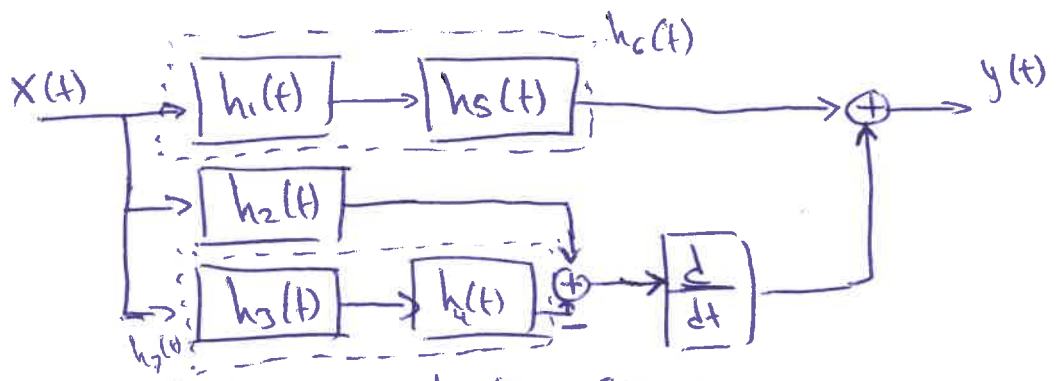 h6(t)
X(t) h1(t) h5(t) + y(t)
h2(t)
h3(t) h4(t) + - d/dt
h7(t)